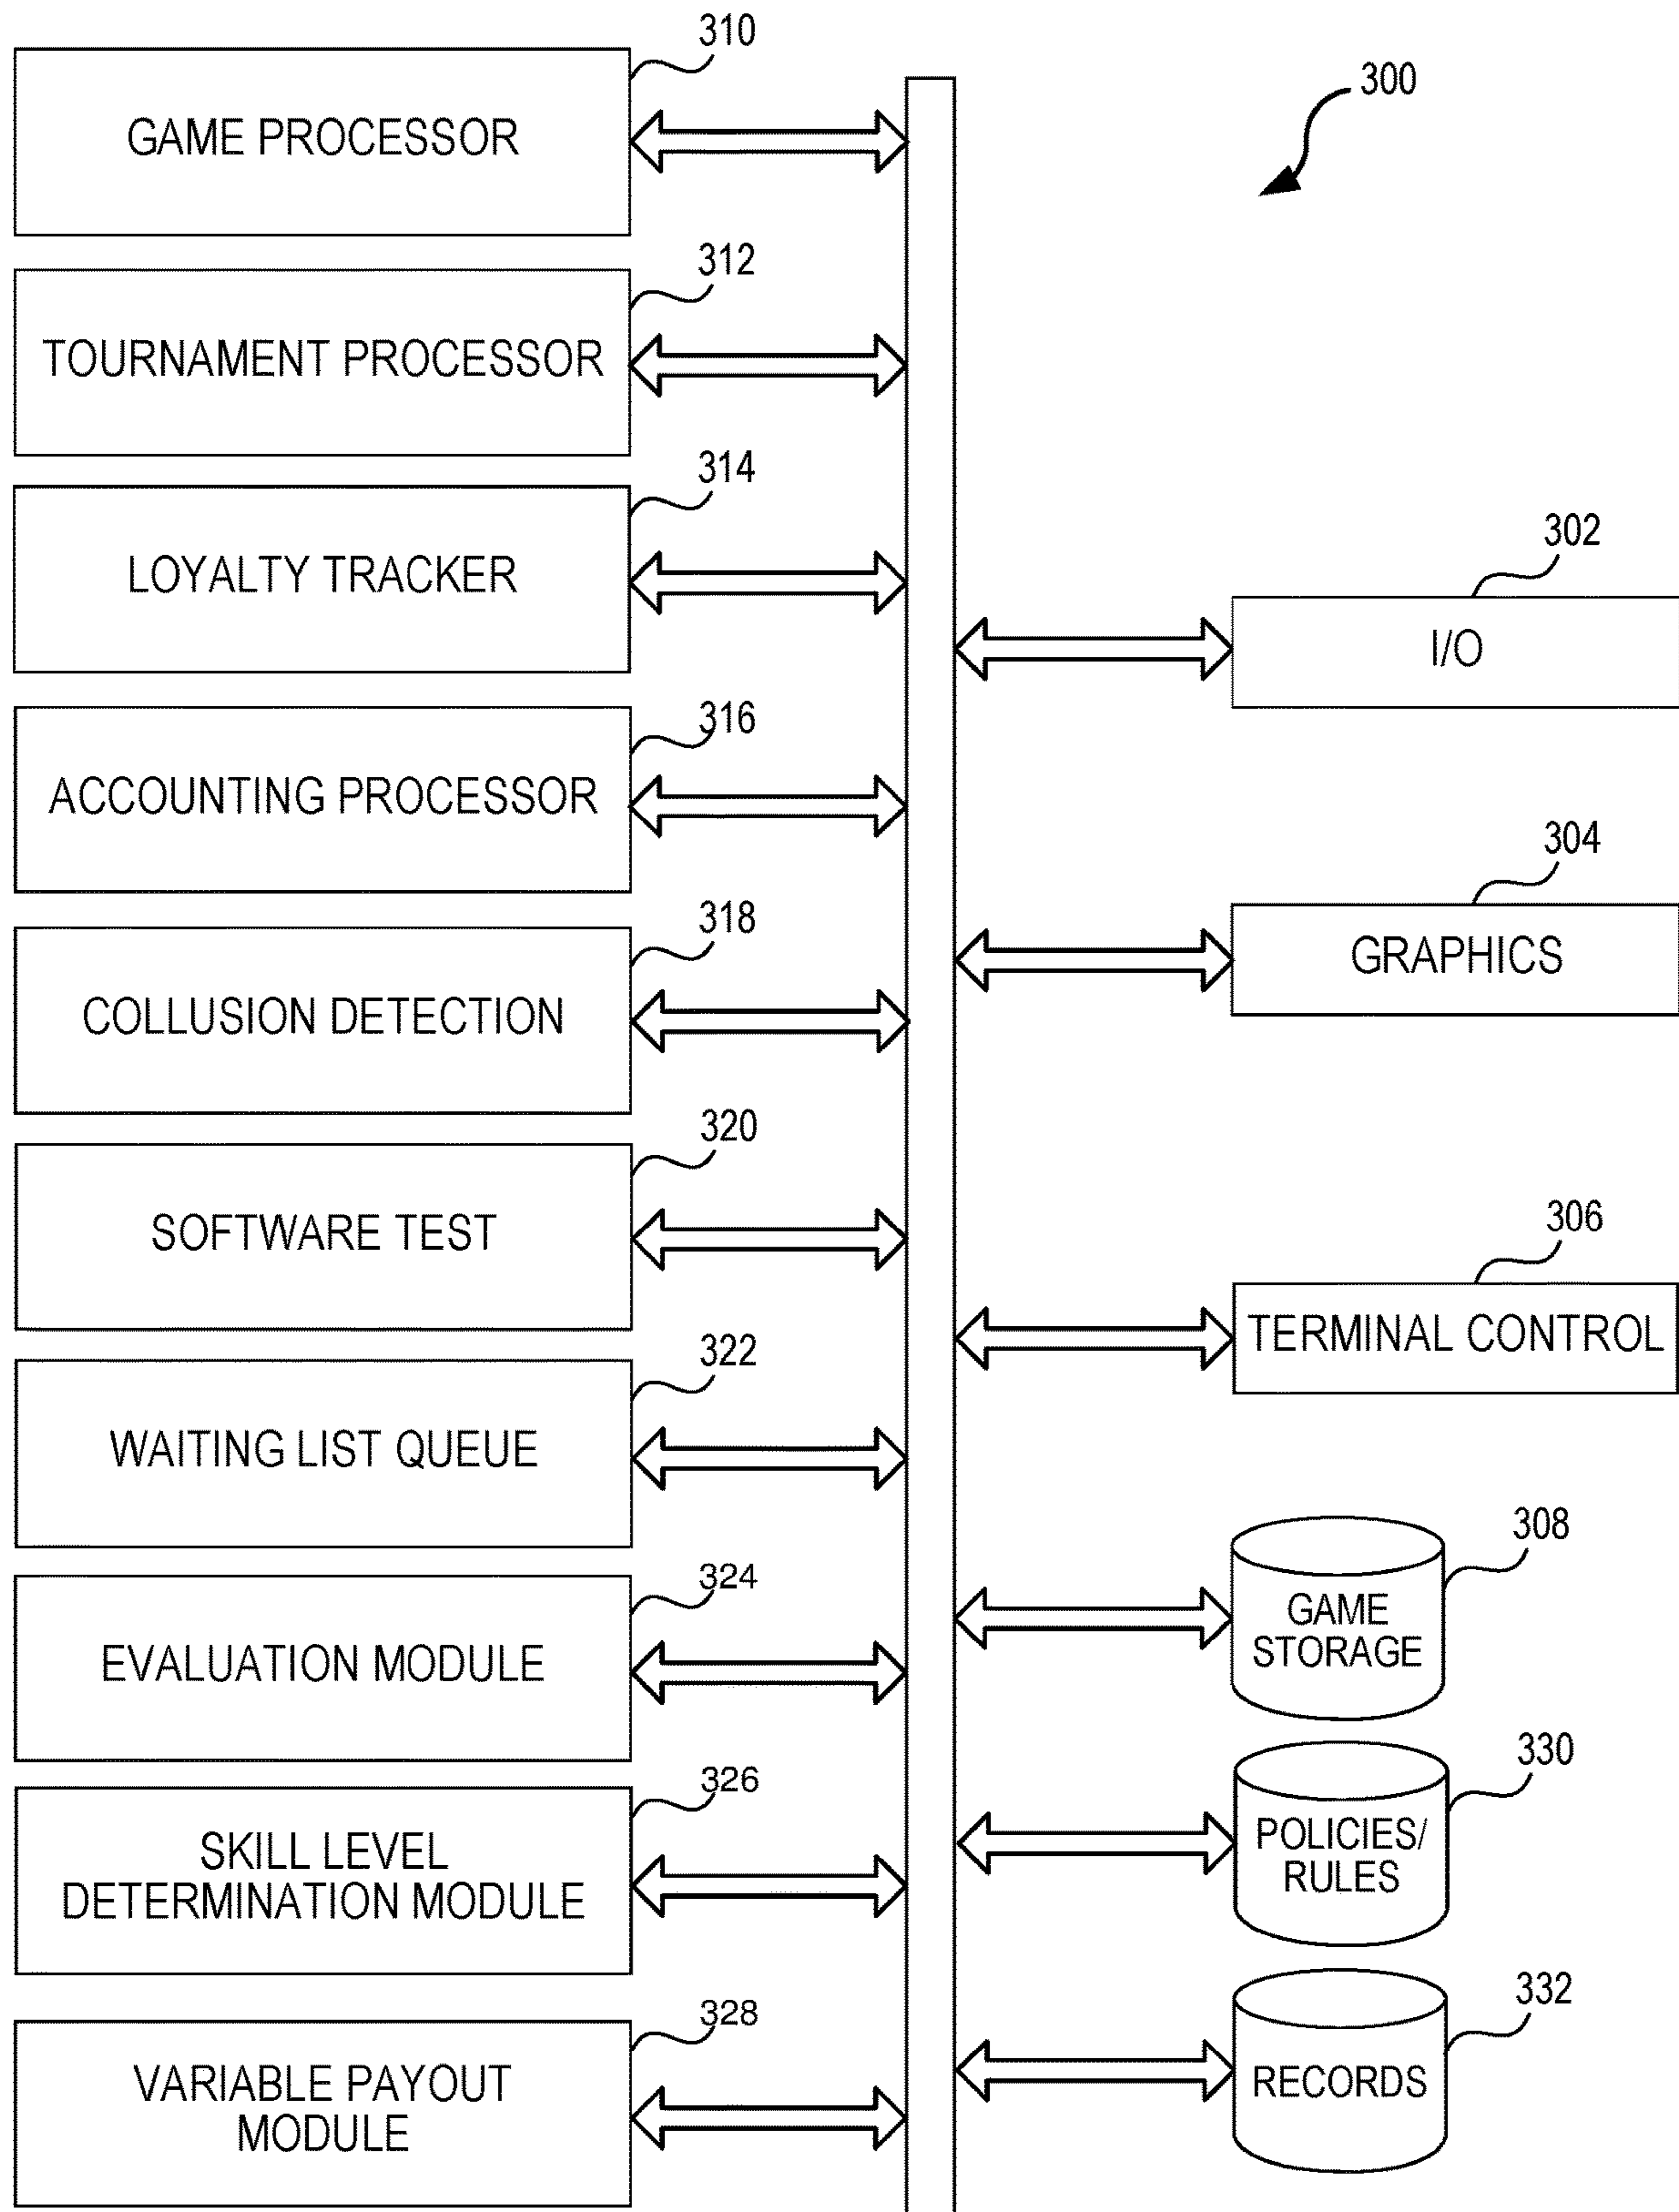 310
GAME PROCESSOR
312
TOURNAMENT PROCESSOR
314
LOYALTY TRACKER
316
ACCOUNTING PROCESSOR
318
COLLUSION DETECTION
320
SOFTWARE TEST
322
WAITING LIST QUEUE
324
EVALUATION MODULE
326
SKILL LEVEL
DETERMINATION MODULE
328
VARIABLE PAYOUT
MODULE
300
302
I/O
304
GRAPHICS
306
TERMINAL CONTROL
308
GAME
STORAGE
330
POLICIES/
RULES
332
RECORDS